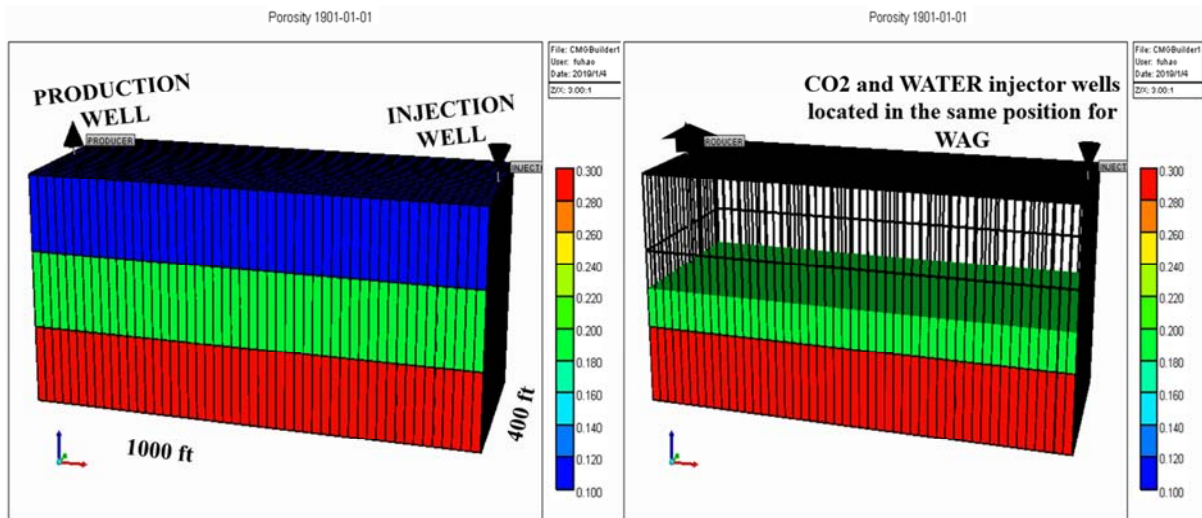 Porosity 1901-01-01
File: CMGBuilder1
User: fuhao
Date: 2019/1/4
Z/X: 3.00:1
PRODUCTION
WELL
INJECTION
WELL
PRODUCER
INJECT
1000 ft
400 ft
0.300
0.280
0.260
0.240
0.220
0.200
0.180
0.160
0.140
0.120
0.100
Porosity 1901-01-01
File: CMGBuilder1
User: fuhao
Date: 2019/1/4
Z/X: 3.00:1
CO2 and WATER injector wells
located in the same position for
WAG
RODUCER
INJECT
0.300
0.280
0.260
0.240
0.220
0.200
0.180
0.160
0.140
0.120
0.100